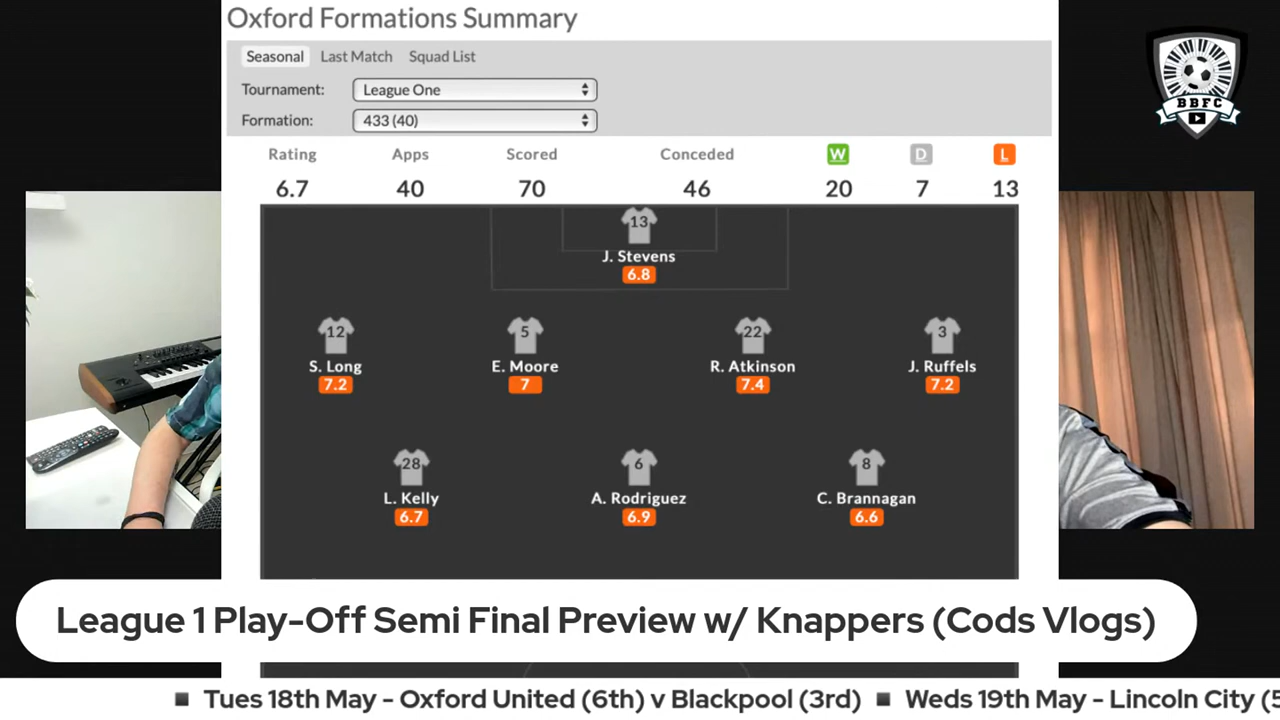 Oxford Formations Summary
Seasonal Last Match Squad List
Tournament: League One
Formation: 433 (40)
Rating Apps Scored Conceded W D L
6.7 40 70 46 20 7 13
13
J. Stevens
6.8
12 5 22 3
S. Long E. Moore R. Atkinson J. Ruffels
7.2 7 7.4 7.2
28 6 8
L. Kelly A. Rodriguez C. Brannagan
6.7 6.9 6.6
BBFC
League 1 Play-Off Semi Final Preview w/ Knappers (Cods Vlogs)
Tues 18th May - Oxford United (6th) v Blackpool (3rd) ■ Weds 19th May - Lincoln City (5